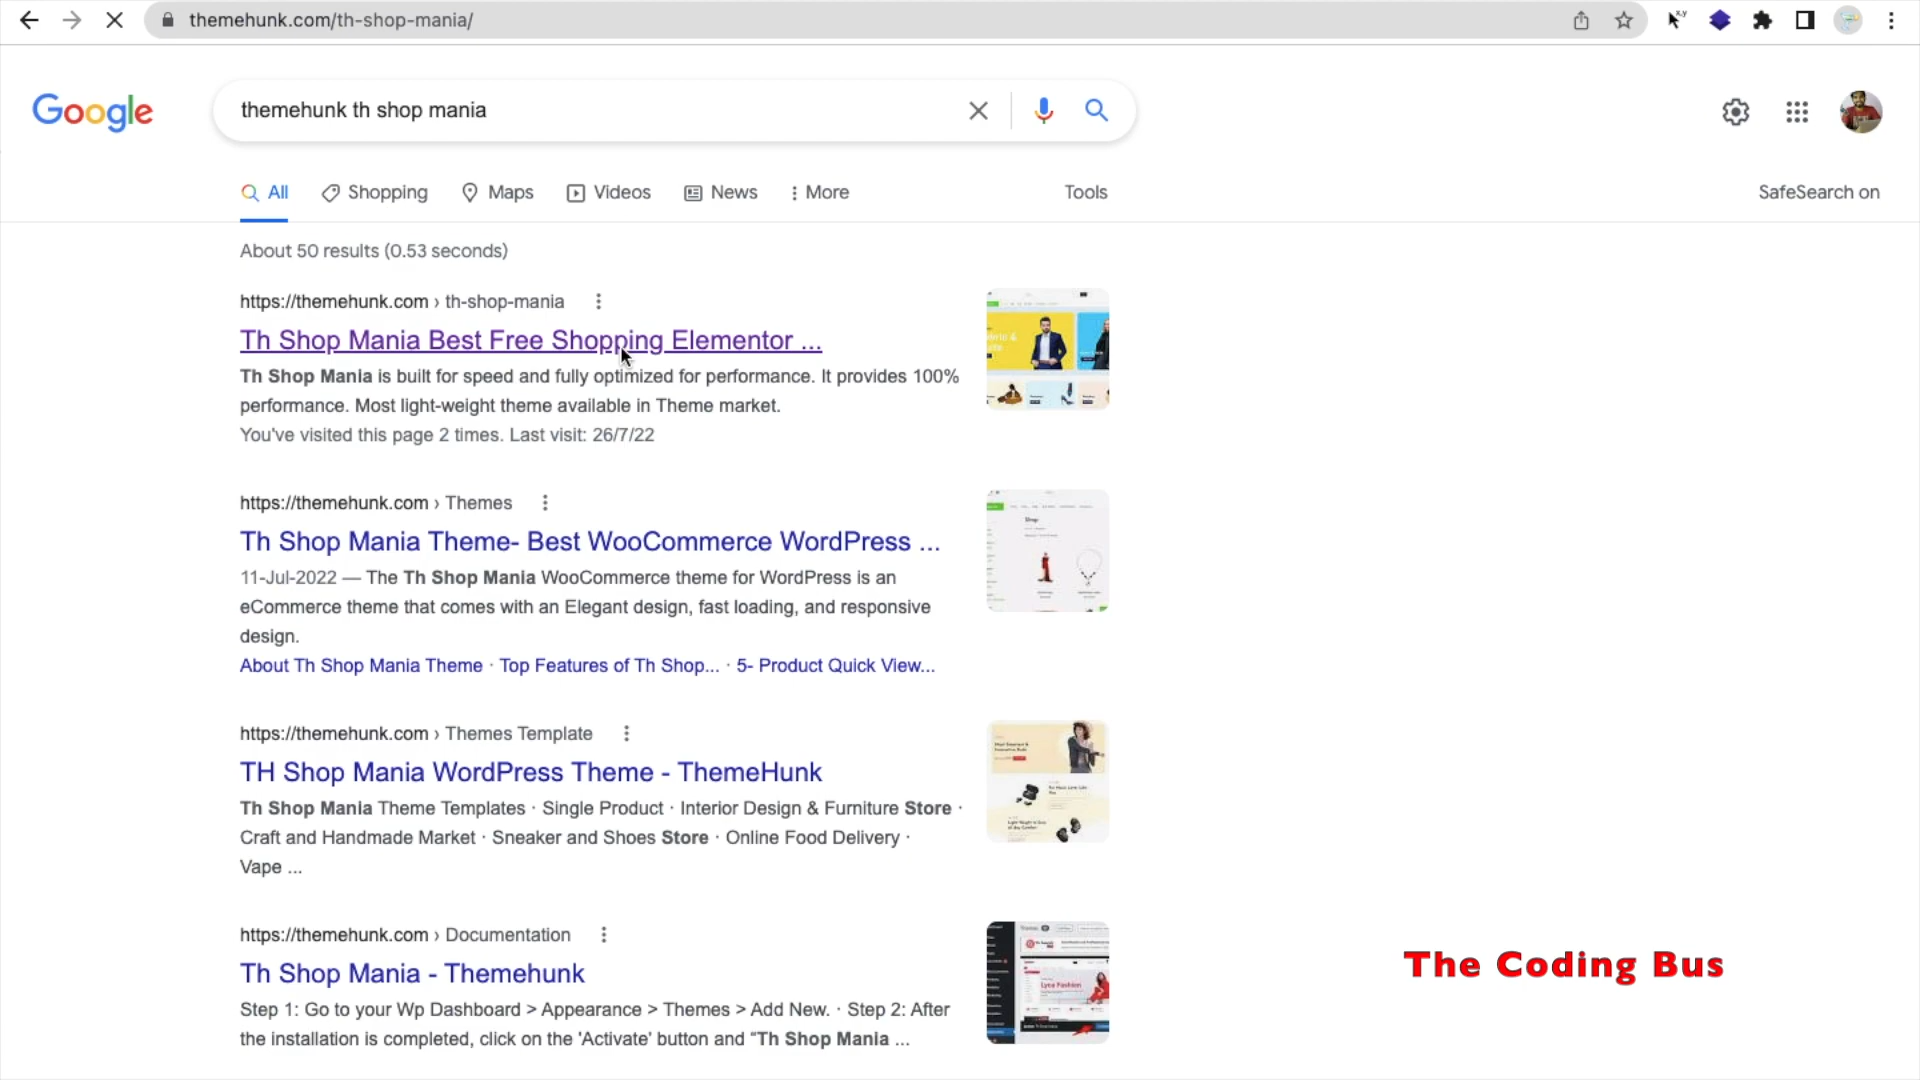 themehunk.com/th-shop-mania/
x,y
Google
themehunk th shop mania
All
Shopping
Maps
Videos
News
More
Tools
SafeSearch on
About 50 results (0.53 seconds)
https://themehunk.com › th-shop-mania
Th Shop Mania Best Free Shopping Elementor ...
Th Shop Mania is built for speed and fully optimized for performance. It provides 100%
performance. Most light-weight theme available in Theme market.
You've visited this page 2 times. Last visit: 26/7/22
https://themehunk.com › Themes
Th Shop Mania Theme- Best WooCommerce WordPress ...
11-Jul-2022 — The Th Shop Mania WooCommerce theme for WordPress is an
eCommerce theme that comes with an Elegant design, fast loading, and responsive
design.
About Th Shop Mania Theme · Top Features of Th Shop... · 5- Product Quick View...
https://themehunk.com › Themes Template
TH Shop Mania WordPress Theme - ThemeHunk
Th Shop Mania Theme Templates · Single Product · Interior Design & Furniture Store ·
Craft and Handmade Market · Sneaker and Shoes Store · Online Food Delivery ·
Vape ...
https://themehunk.com › Documentation
Th Shop Mania - Themehunk
Step 1: Go to your Wp Dashboard > Appearance > Themes > Add New. · Step 2: After
the installation is completed, click on the 'Activate' button and “Th Shop Mania ...
Lyna Fashion
The Coding Bus